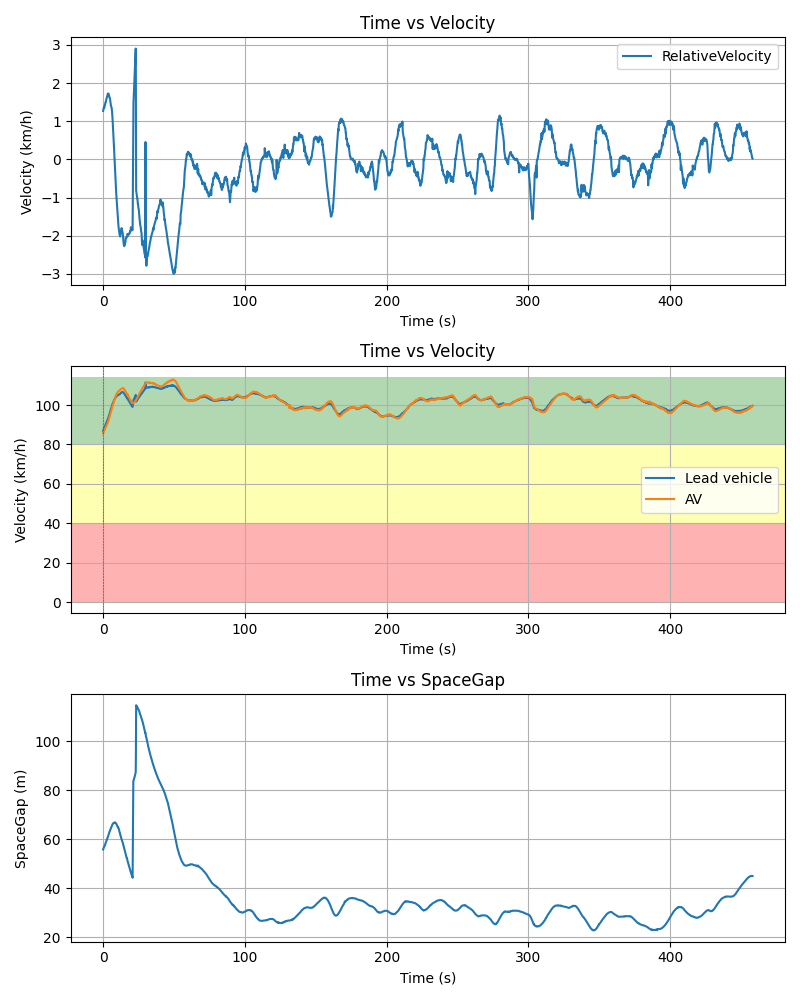 Time vs Velocity
Velocity (km/h)
3
2
1
0
−1
−2
−3
RelativeVelocity
0 100 200 300 400
Time (s)
Time vs Velocity
Velocity (km/h)
100
80
60
40
20
0
Lead vehicle
AV
0 100 200 300 400
Time (s)
Time vs SpaceGap
SpaceGap (m)
100
80
60
40
20
0 100 200 300 400
Time (s)